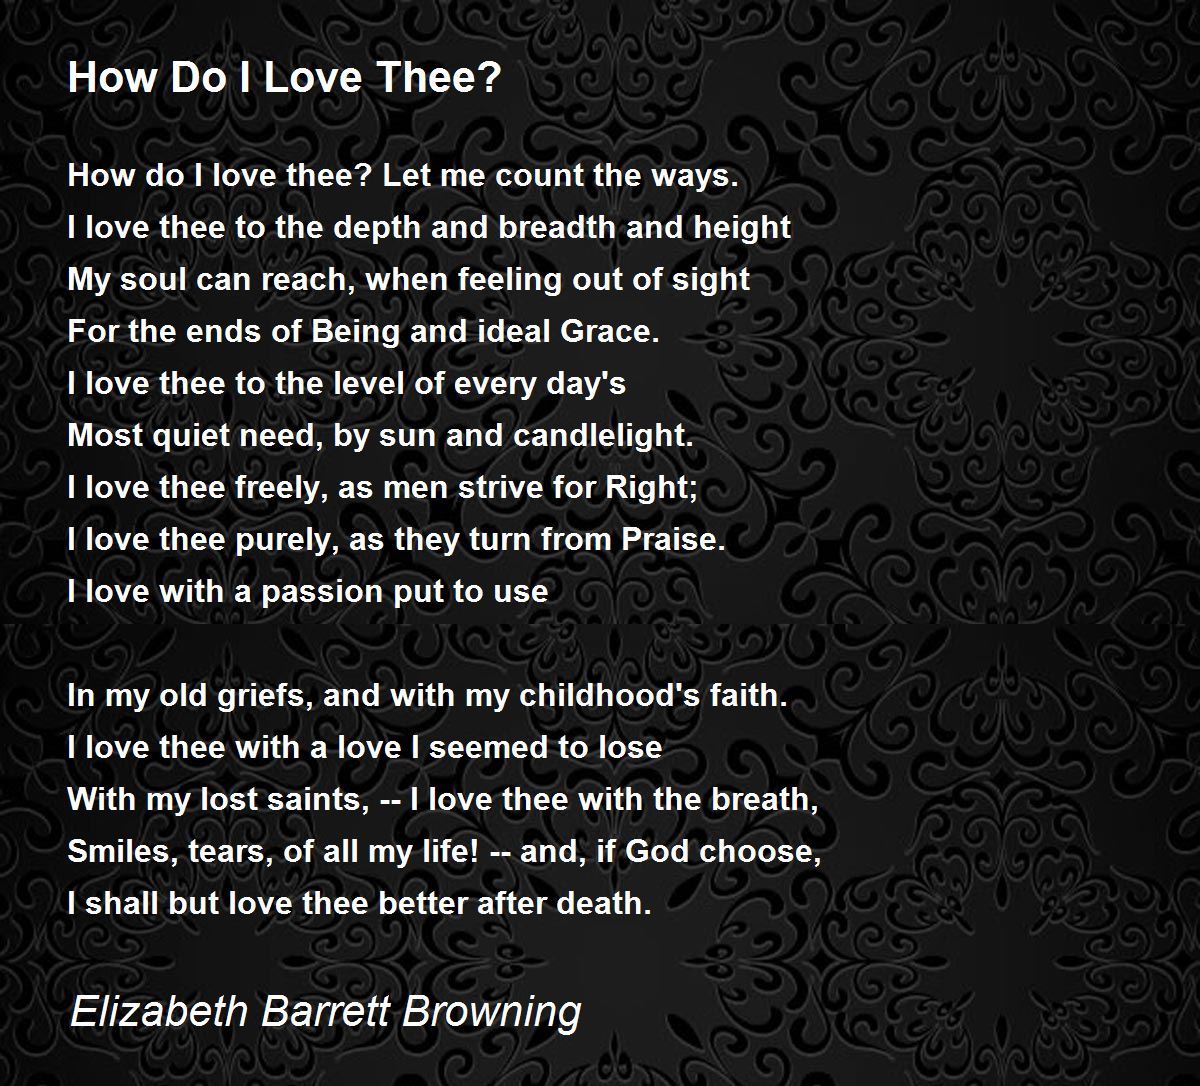 How Do I Love Thee?
How do I love thee? Let me count the ways.
I love thee to the depth and breadth and height
My soul can reach, when feeling out of sight
For the ends of Being and ideal Grace.
I love thee to the level of every day's
Most quiet need, by sun and candlelight.
I love thee freely, as men strive for Right;
I love thee purely, as they turn from Praise.
I love with a passion put to use
In my old griefs, and with my childhood's faith.
I love thee with a love I seemed to lose
With my lost saints, -- I love thee with the breath,
Smiles, tears, of all my life! -- and, if God choose,
I shall but love thee better after death.
Elizabeth Barrett Browning